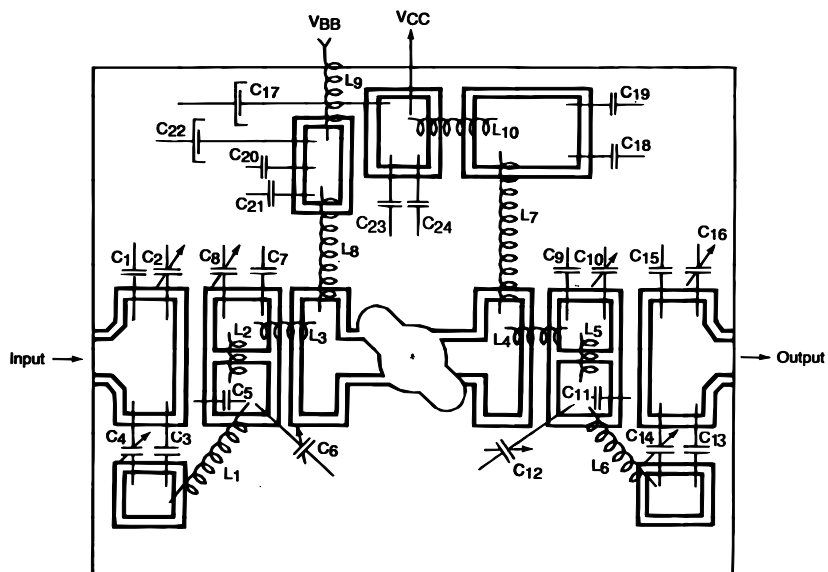 VBB
VCC
L9
C17
C19
C22
L10
C20
C18
C21
C23
C24
L7
L8
C16
C1
C2
C8
C7
C9
C10
C15
L2
L3
L4
L5
Input
Output
C5
C11
C4
C3
C6
C14
C13
C12
L1
L6